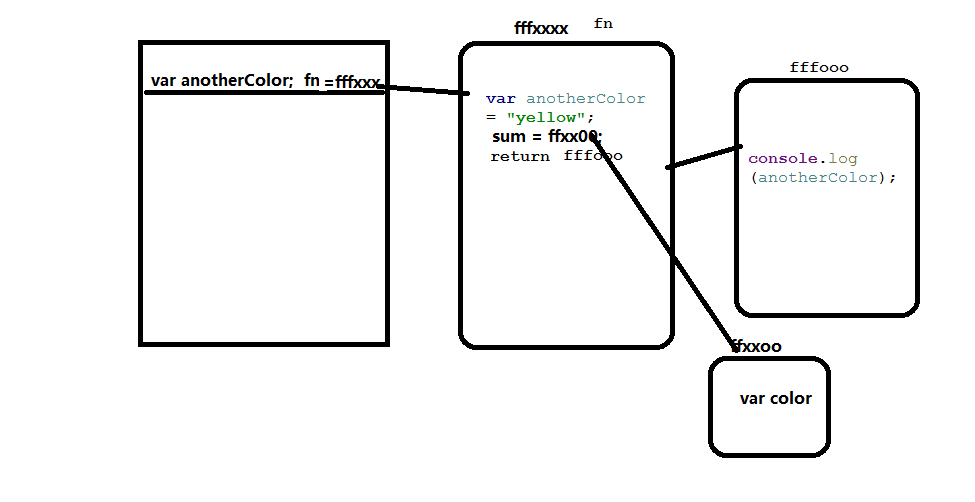 var anotherColor; fn =fffxxx
fffxxxx fn
var anotherColor
= "yellow";
sum = ffxx00;
return fffooo
fffooo
console.log
(anotherColor);
ffxxoo
var color